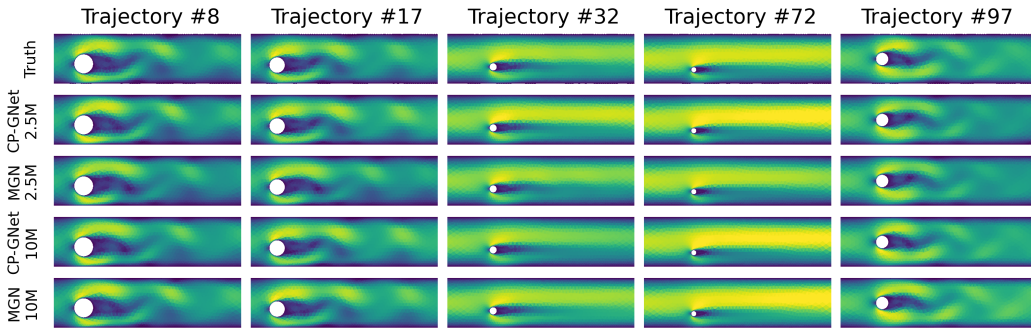 Trajectory #8
Trajectory #17
Trajectory #32
Trajectory #72
Trajectory #97
Truth
CP-GNet
2.5M
MGN
2.5M
CP-GNet
10M
MGN
10M